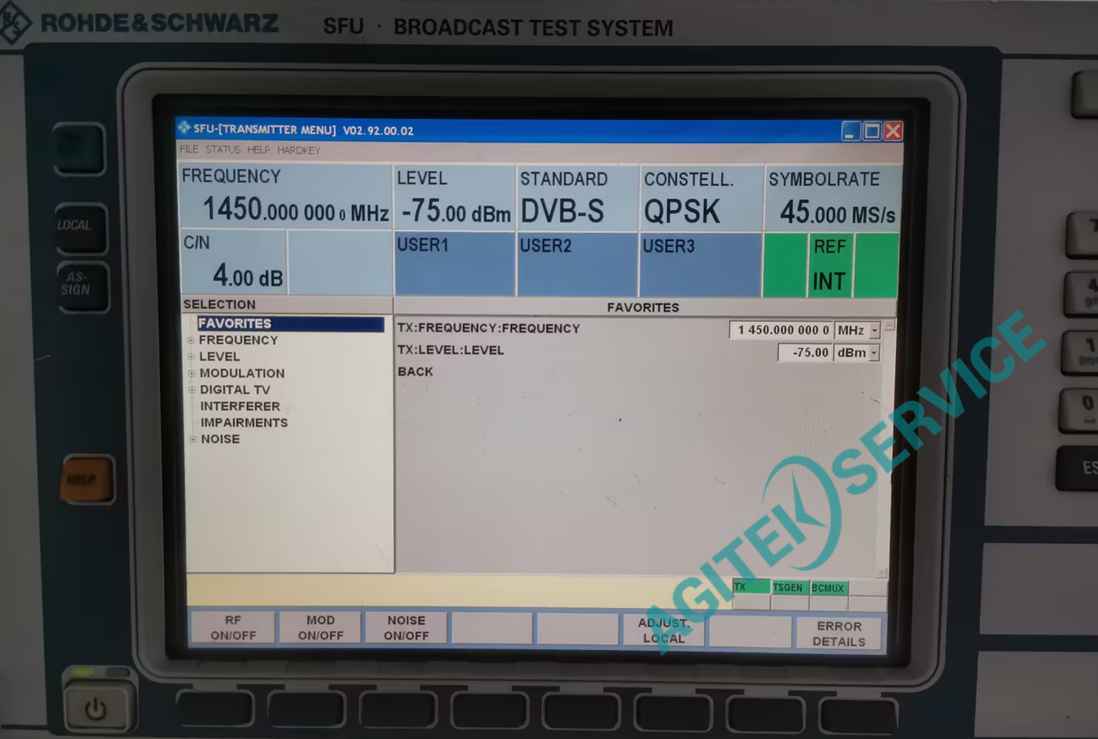 ROHDE&SCHWARZ SFU · BROADCAST TEST SYSTEM
SFU-[TRANSMITTER MENU] V02.92.00.02
FILE STATUS HELP HARDKEY
FREQUENCY LEVEL STANDARD CONSTELL. SYMBOLRATE
1450.000 000 0 MHz -75.00 dBm DVB-S QPSK 45.000 MS/s
C/N USER1 USER2 USER3 REF
4.00 dB INT
LOCAL
AS-
SIGN
SELECTION FAVORITES
FAVORITES
FREQUENCY
LEVEL
MODULATION
DIGITAL TV
INTERFERER
IMPAIRMENTS
NOISE
TX:FREQUENCY:FREQUENCY 1 450.000 000 0 MHz
TX:LEVEL:LEVEL -75.00 dBm
BACK
TX TSGEN BCMUX
RF
ON/OFF
MOD
ON/OFF
NOISE
ON/OFF
ADJUST.
LOCAL
ERROR
DETAILS
AGITEK SERVICE